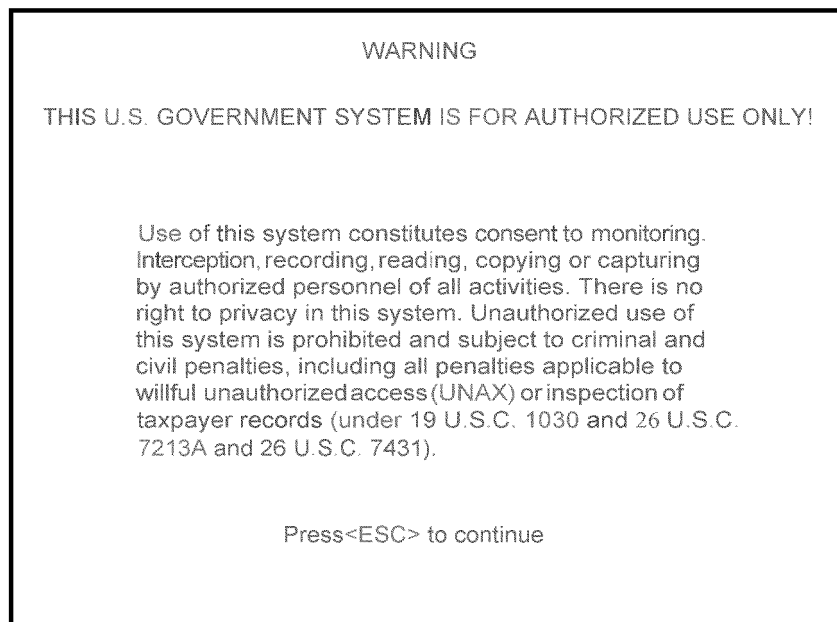 WARNING
THIS U.S. GOVERNMENT SYSTEM IS FOR AUTHORIZED USE ONLY!
Use of this system constitutes consent to monitoring.
Interception, recording, reading, copying or capturing
by authorized personnel of all activities. There is no
right to privacy in this system. Unauthorized use of
this system is prohibited and subject to criminal and
civil penalties, including all penalties applicable to
willful unauthorized access (UNAX) or inspection of
taxpayer records (under 19 U.S.C. 1030 and 26 U.S.C.
7213A and 26 U.S.C. 7431).
Press<ESC> to continue